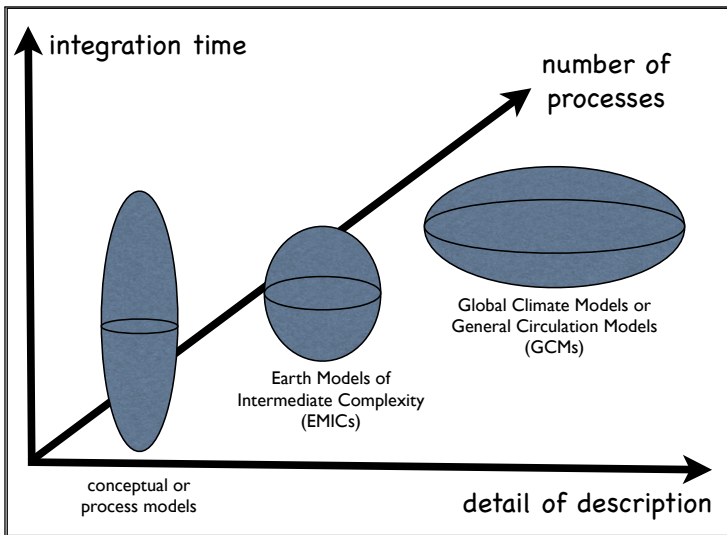 integration time
number of
processes
Global Climate Models or
General Circulation Models
(GCMs)
Earth Models of
Intermediate Complexity
(EMICs)
conceptual or
process models
detail of description